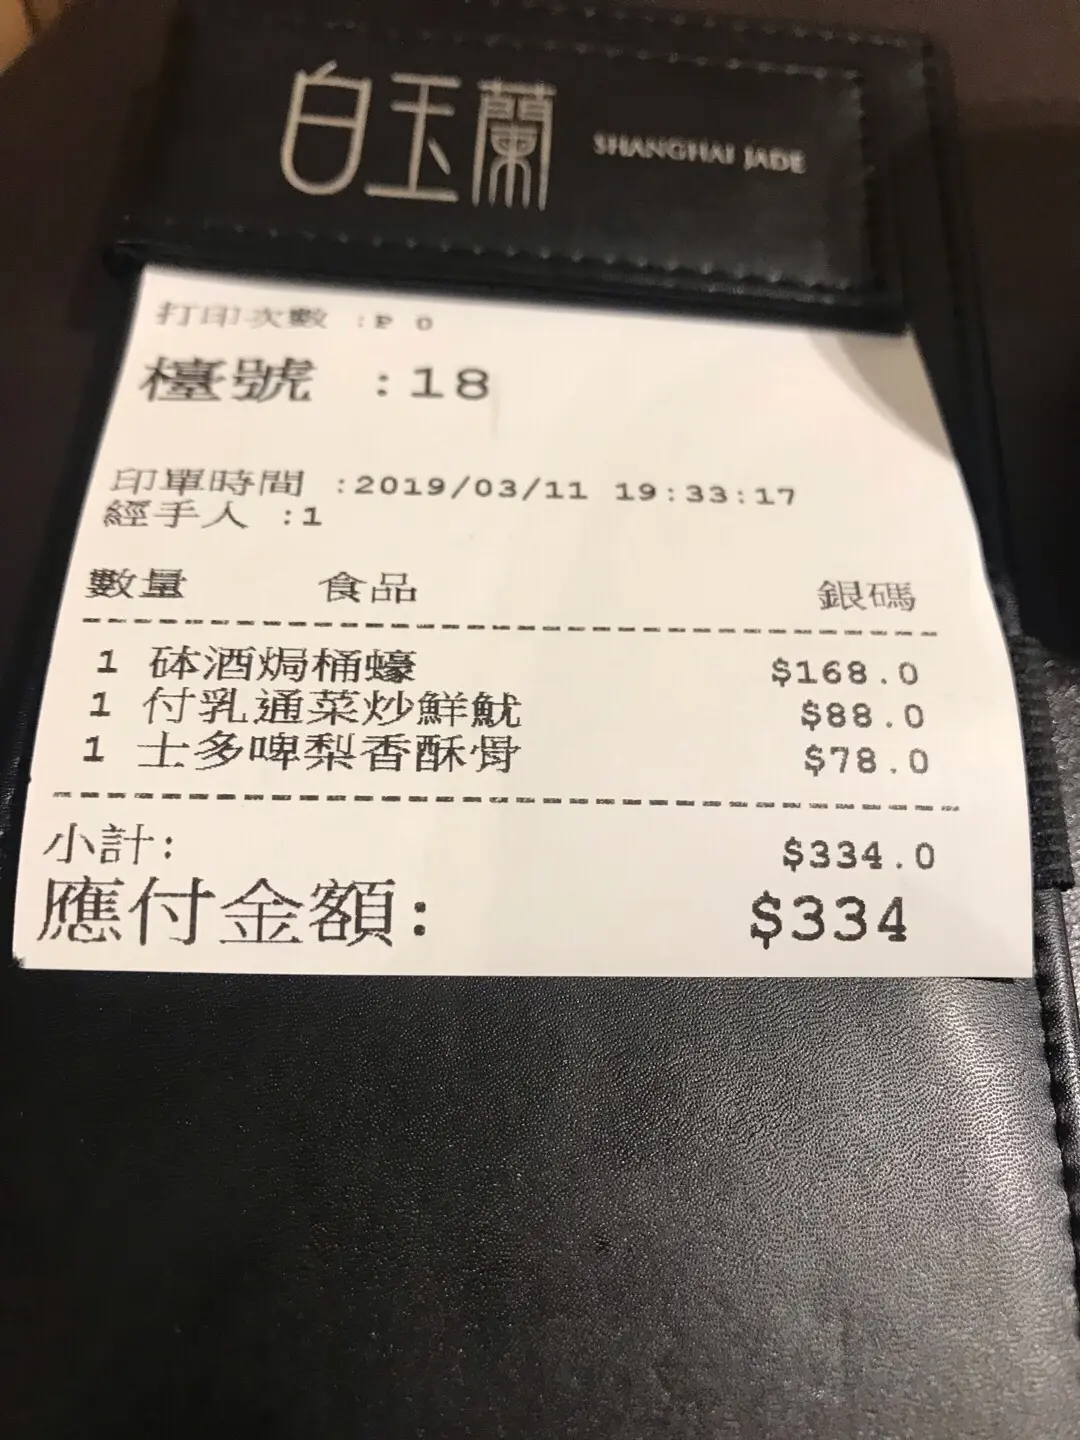 白玉蘭 SHANGHAI JADE
打印次數 :P 0
檯號 :18
印單時間 :2019/03/11 19:33:17
經手人 :1
數量 食品 銀碼
1 砵酒焗桶蠔 $168.0
1 付乳通菜炒鮮魷 $88.0
1 士多啤梨香酥骨 $78.0
小計: $334.0
應付金額: $334